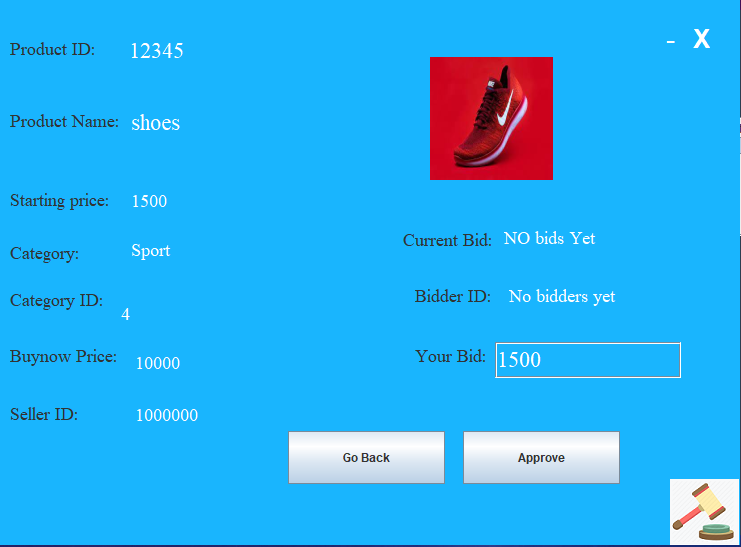 - X
Product ID: 12345
Product Name: shoes
Starting price: 1500
Category: Sport
Category ID: 4
Buynow Price: 10000
Seller ID: 1000000
Current Bid: NO bids Yet
Bidder ID: No bidders yet
Your Bid: 1500
Go Back
Approve